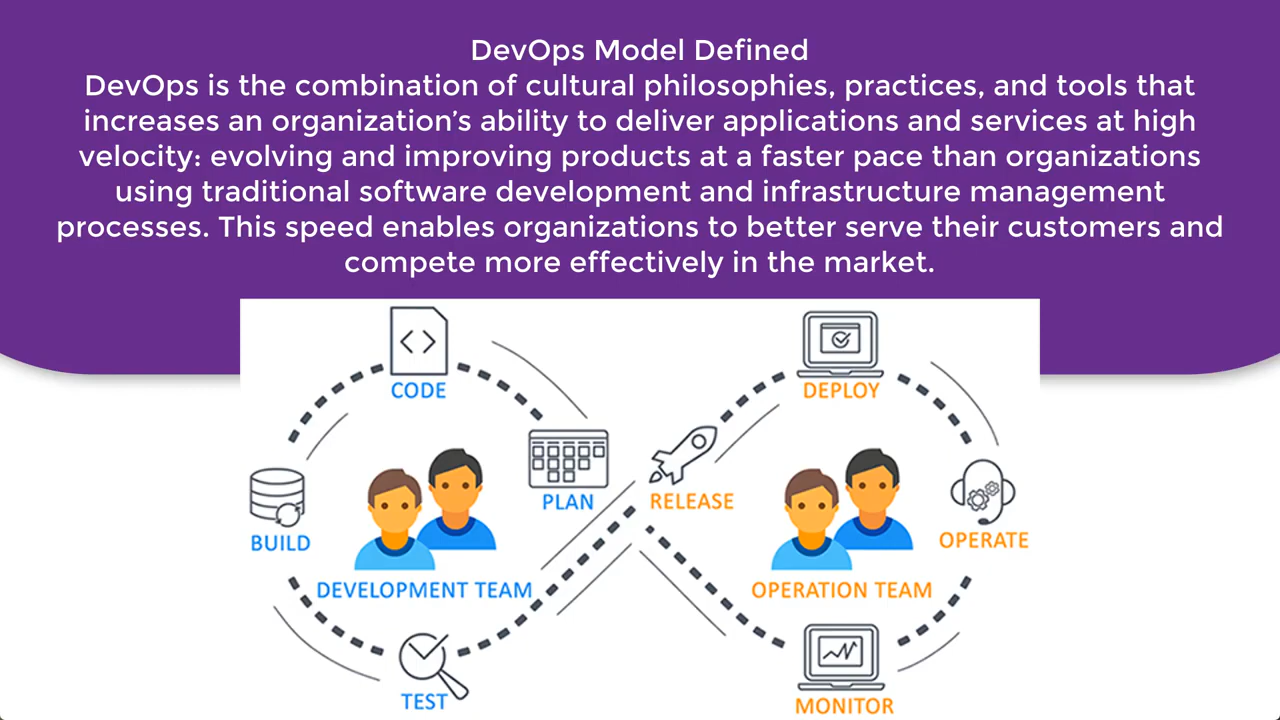 DevOps Model Defined
DevOps is the combination of cultural philosophies, practices, and tools that
increases an organization’s ability to deliver applications and services at high
velocity: evolving and improving products at a faster pace than organizations
using traditional software development and infrastructure management
processes. This speed enables organizations to better serve their customers and
compete more effectively in the market.
CODE
DEPLOY
PLAN
RELEASE
BUILD
OPERATE
DEVELOPMENT TEAM
OPERATION TEAM
TEST
MONITOR